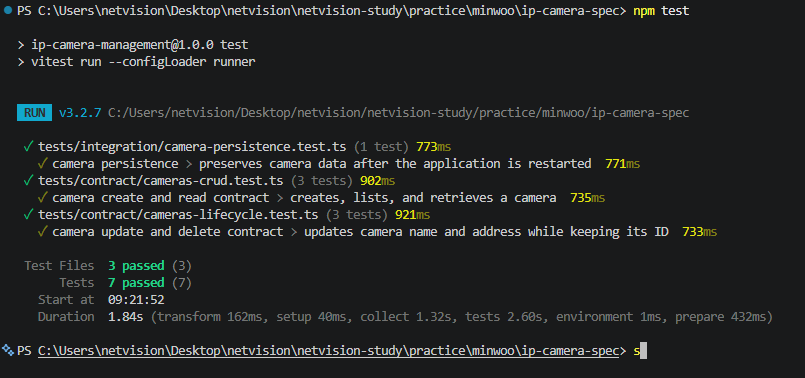 PS C:\Users\netvision\Desktop\netvision\netvision-study\practice\minwoo\ip-camera-spec> npm test
> ip-camera-management@1.0.0 test
> vitest run --configLoader runner
RUN v3.2.7 C:/Users/netvision/Desktop/netvision/netvision-study/practice/minwoo/ip-camera-spec
✓ tests/integration/camera-persistence.test.ts (1 test) 773ms
✓ camera persistence > preserves camera data after the application is restarted 771ms
✓ tests/contract/cameras-crud.test.ts (3 tests) 902ms
✓ camera create and read contract > creates, lists, and retrieves a camera 735ms
✓ tests/contract/cameras-lifecycle.test.ts (3 tests) 921ms
✓ camera update and delete contract > updates camera name and address while keeping its ID 733ms
Test Files 3 passed (3)
Tests 7 passed (7)
Start at 09:21:52
Duration 1.84s (transform 162ms, setup 40ms, collect 1.32s, tests 2.60s, environment 1ms, prepare 432ms)
PS C:\Users\netvision\Desktop\netvision\netvision-study\practice\minwoo\ip-camera-spec> s